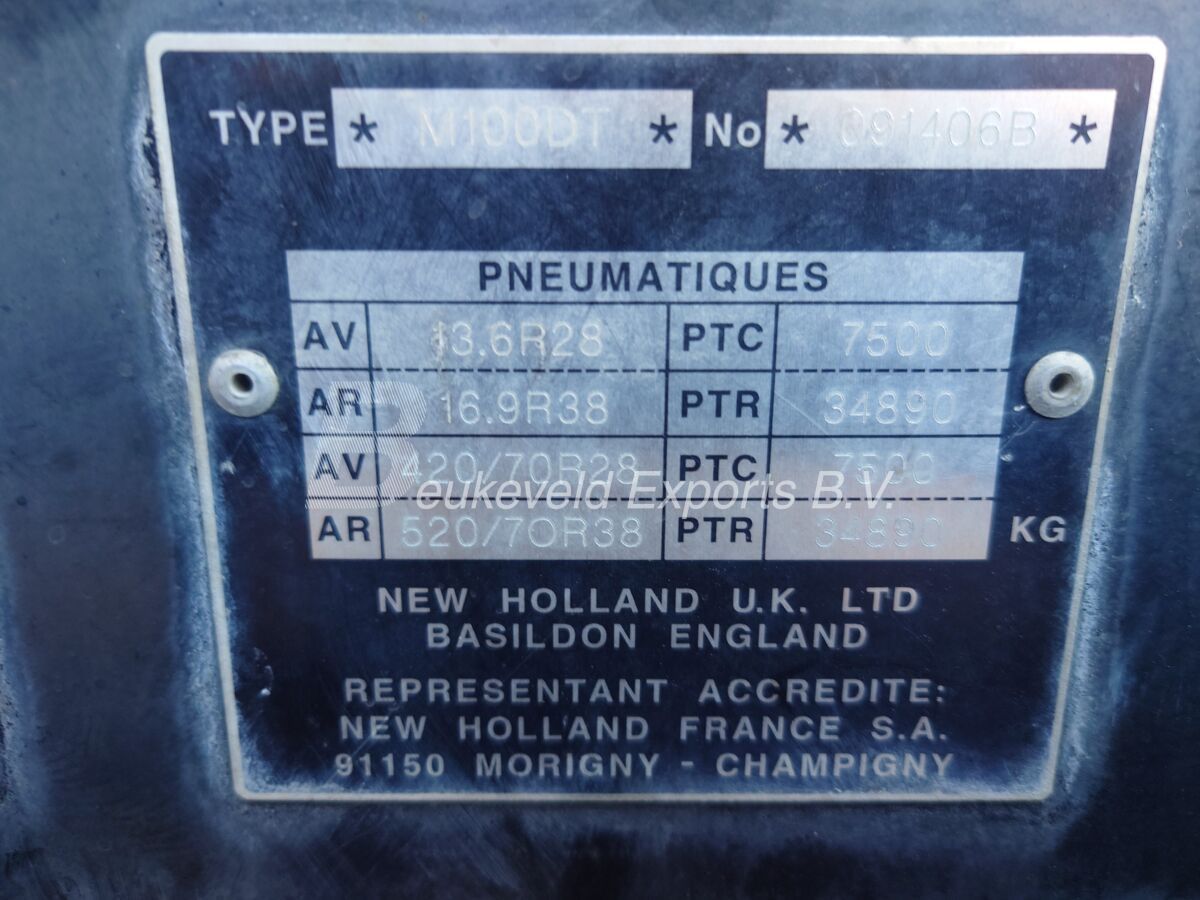 TYPE * M100DT * No * 091406B *
PNEUMATIQUES
AV 13.6R28 PTC 7500
AR 16.9R38 PTR 34890
AV 420/70R28 PTC 7500
Beukeveld Exports B.V.
AR 520/70R38 PTR 34890 KG
NEW HOLLAND U.K. LTD
BASILDON ENGLAND
REPRESENTANT ACCREDITE:
NEW HOLLAND FRANCE S.A.
91150 MORIGNY - CHAMPIGNY